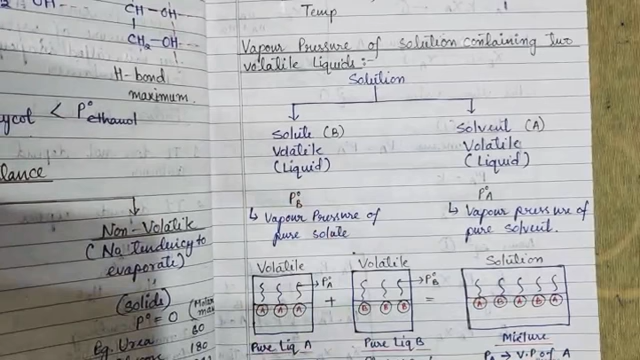 OH
CH - OH
CH₂ - OH
H-bond
maximum.
ycol < P°ethanol
lance
Non-Volatile
(No tendency to
evaporate)
(solids)
P° = 0
Eg. Urea 60
180
Temp
Vapour Pressure of solution containing two
volatile liquids:-
Solution
Solute (B)
Volatile
(Liquid)
P°B
↳ Vapour Pressure of
pure solute
Solvent (A)
Volatile
(Liquid)
P°A
↳ Vapour pressure of
pure solvent.
Volatile Volatile Solution
P°A + P°B =
A A A B B B A B A B A
Pure Liq A Pure Liq B Mixture
PA → V.P of A